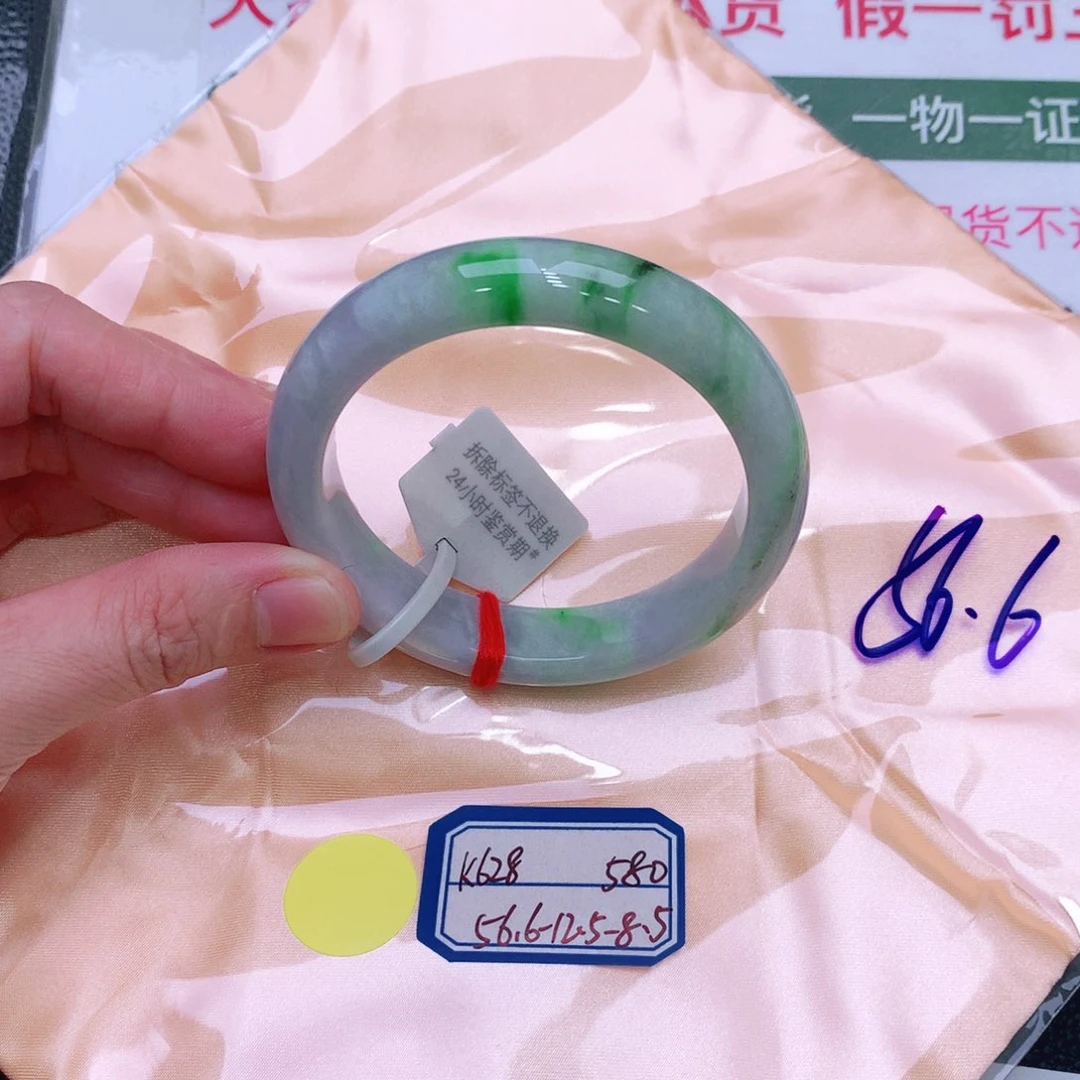 货 假一罚
一物一证
货不
拆除标签不退换
24小时鉴赏期#
56.6
K628 580
56.6-12.5-8.5